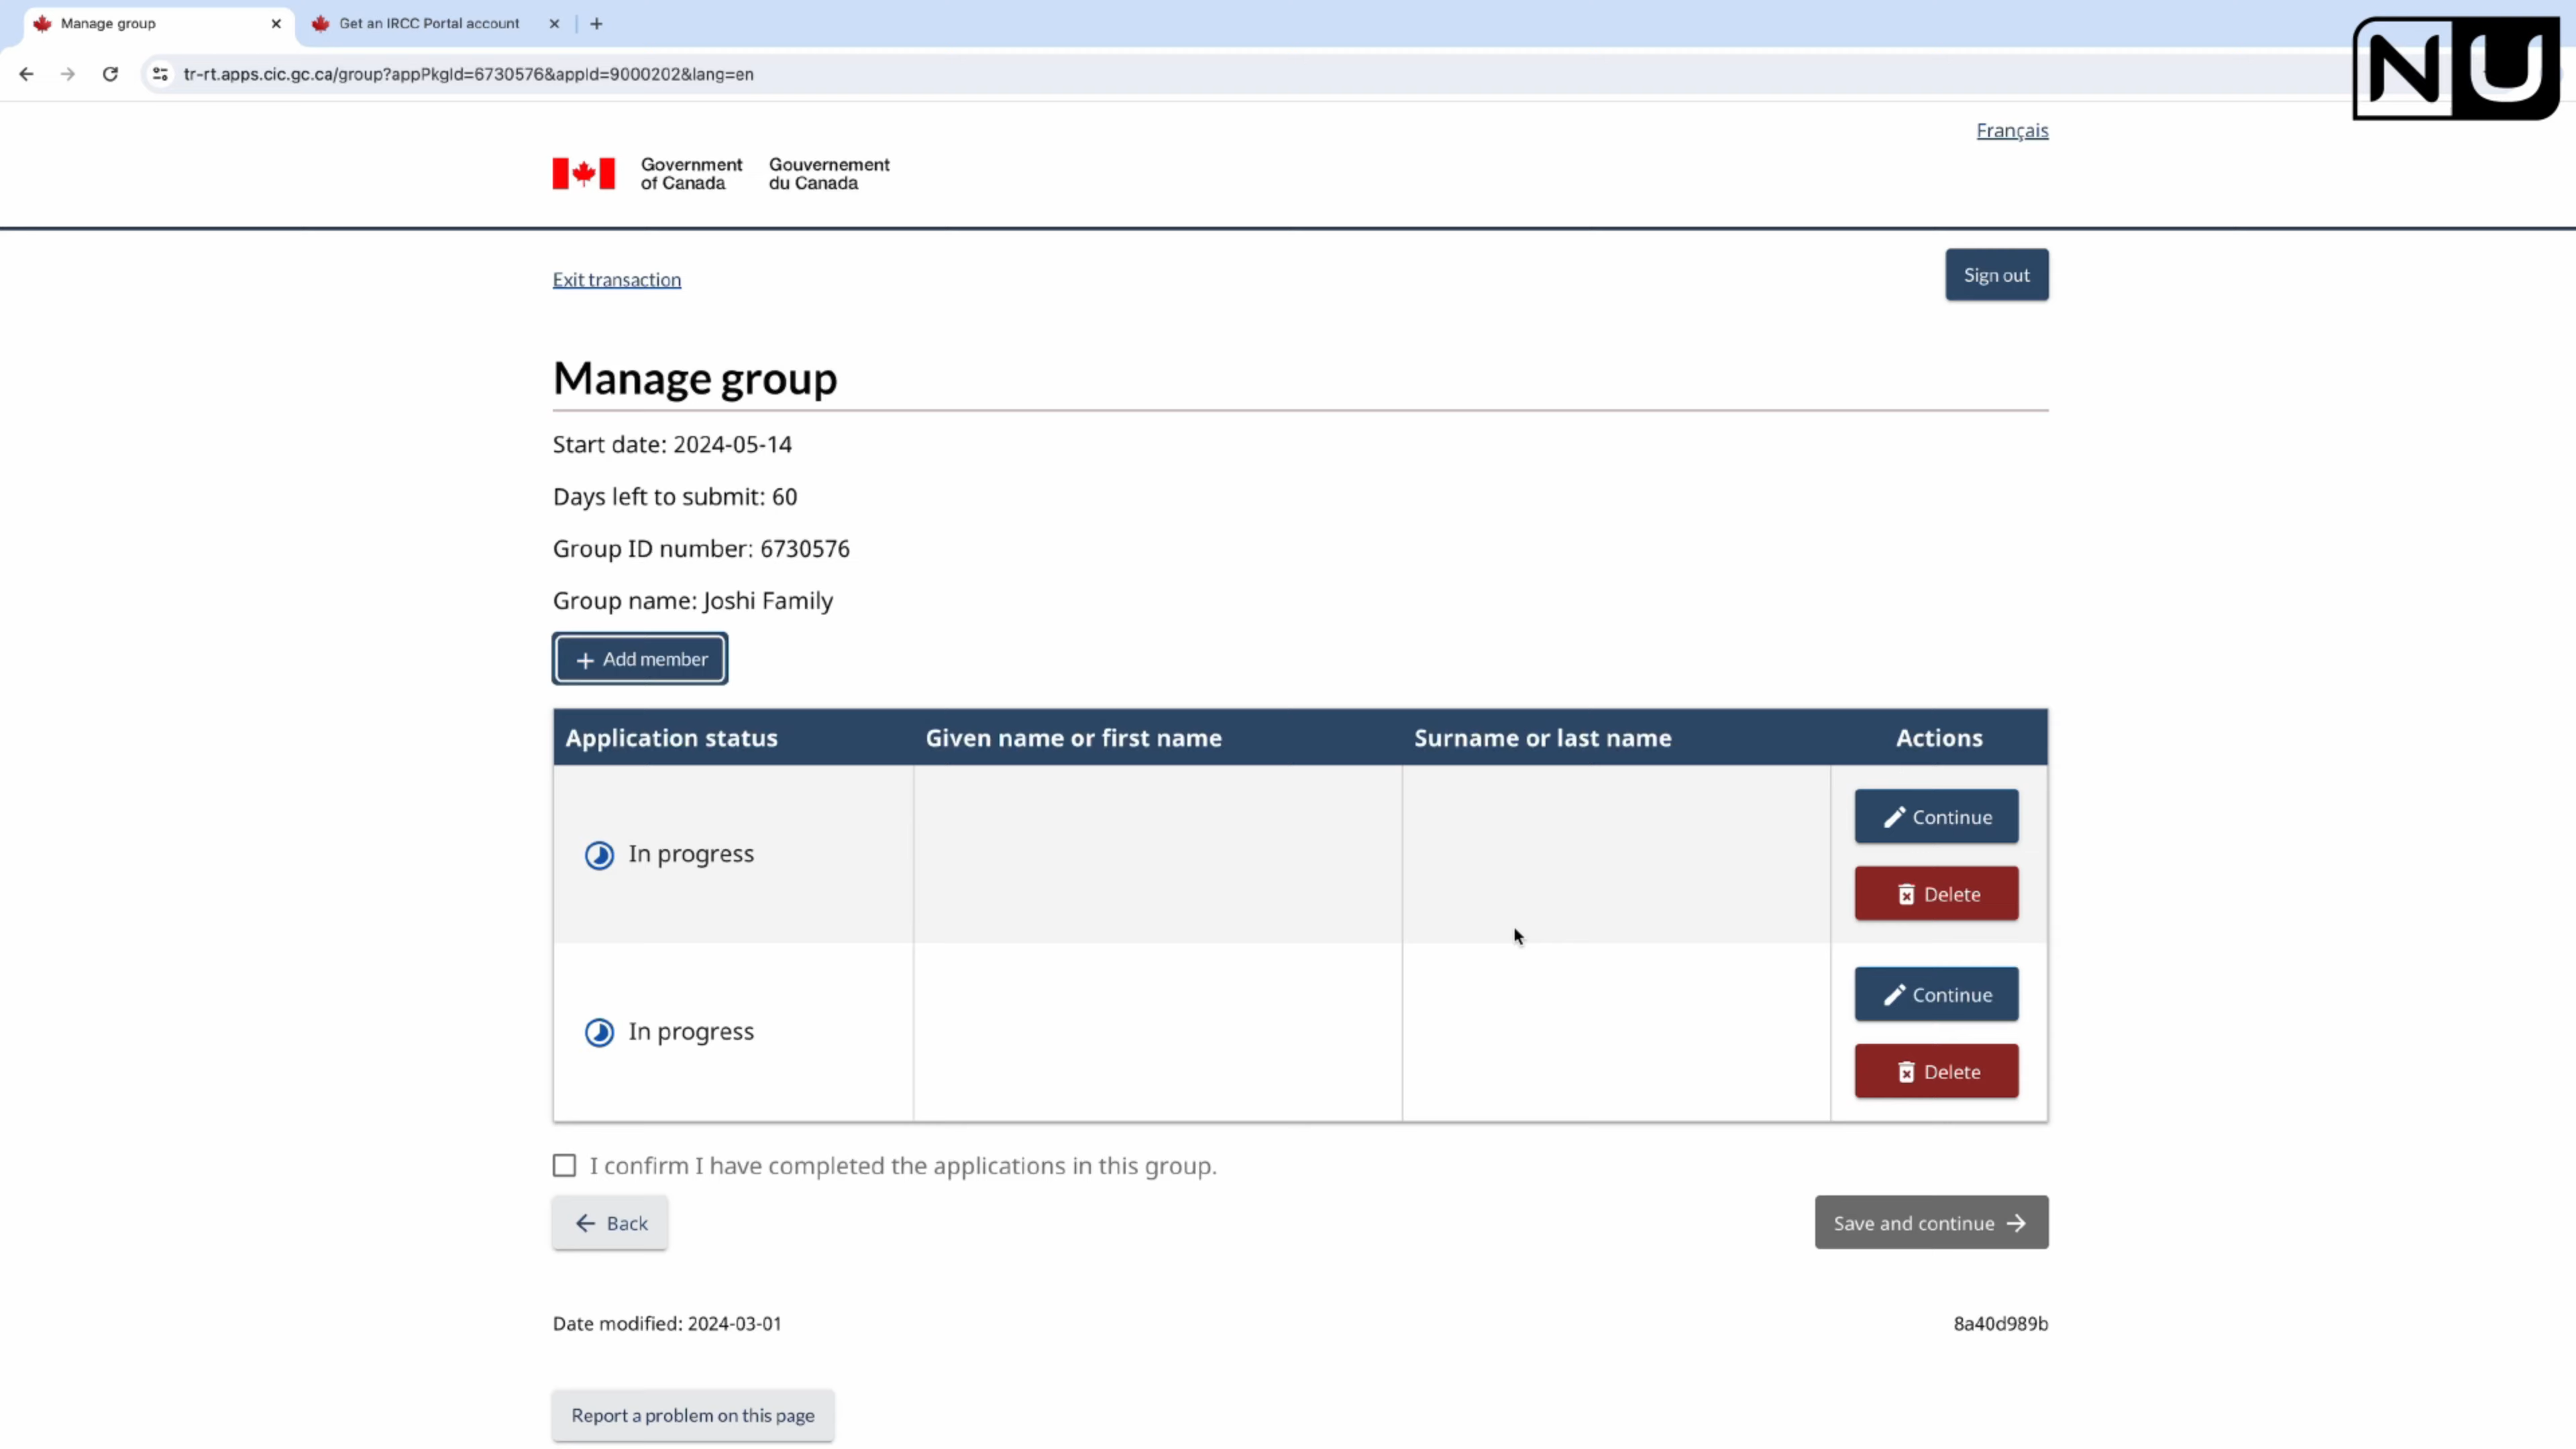 Manage group
Get an IRCC Portal account
tr-rt.apps.cic.gc.ca/group?appPkgId=6730576&appId=9000202&lang=en
NU
Français
Government of Canada
Gouvernement du Canada
Exit transaction
Sign out
Manage group
Start date: 2024-05-14
Days left to submit: 60
Group ID number: 6730576
Group name: Joshi Family
+ Add member
Application status Given name or first name Surname or last name Actions
In progress
Continue
Delete
In progress
Continue
Delete
I confirm I have completed the applications in this group.
Back
Save and continue
Date modified: 2024-03-01
8a40d989b
Report a problem on this page